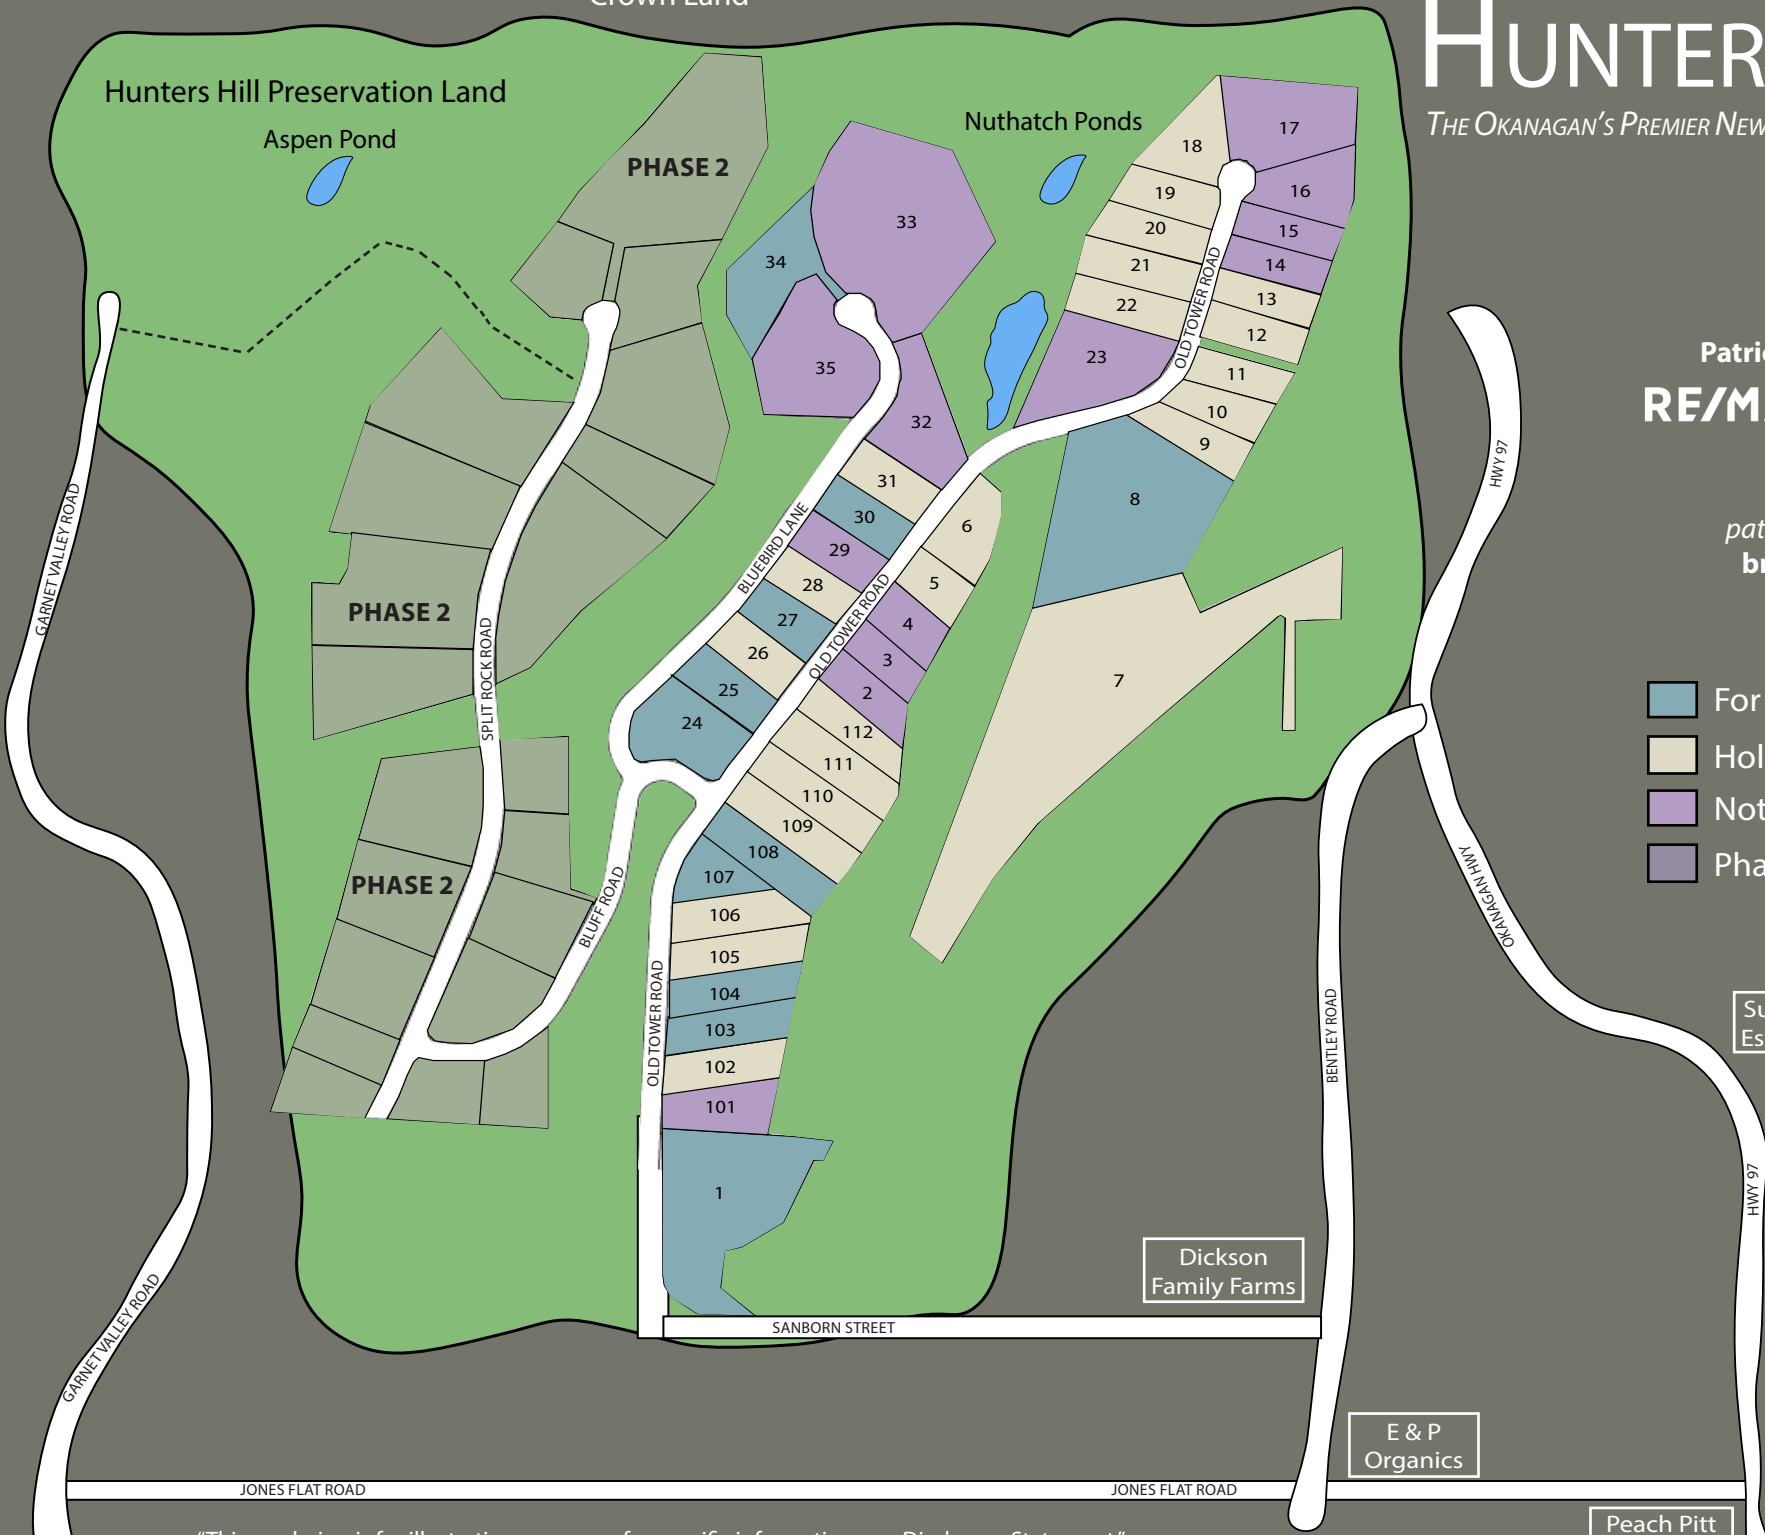 HUNTER
THE OKANAGAN'S PREMIER NEW
Hunters Hill Preservation Land
Aspen Pond
Nuthatch Ponds
PHASE 2
PHASE 2
PHASE 2
RE/M
For
Hol
Not
Pha
17
18
16
19
20
15
21
14
22
13
12
23
11
10
9
8
7
33
34
35
32
31
30
29
28
27
26
25
24
6
5
4
3
2
112
111
110
109
108
107
106
105
104
103
102
101
1
GARNET VALLEY ROAD
SPLIT ROCK ROAD
BLUEBIRD LANE
OLD TOWER ROAD
OLD TOWER ROAD
BLUFF ROAD
OLD TOWER ROAD
HWY 97
OKANAGAN HWY
BENTLEY ROAD
HWY 97
GARNET VALLEY ROAD
Dickson
Family Farms
SANBORN STREET
E & P
Organics
JONES FLAT ROAD
JONES FLAT ROAD
Peach Pitt